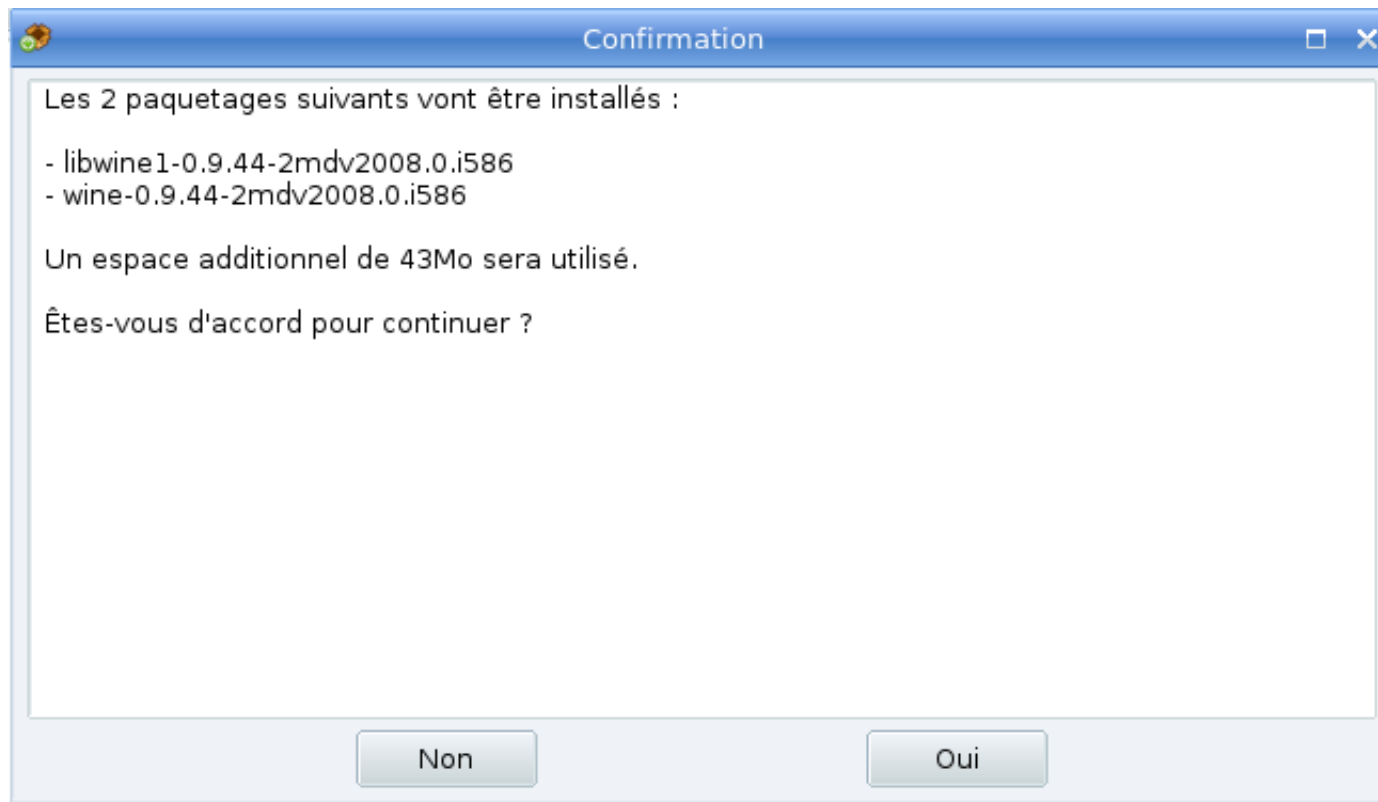 Confirmation
Les 2 paquetages suivants vont être installés :
- libwine1-0.9.44-2mdv2008.0.i586
- wine-0.9.44-2mdv2008.0.i586
Un espace additionnel de 43Mo sera utilisé.
Êtes-vous d'accord pour continuer ?
Non Oui